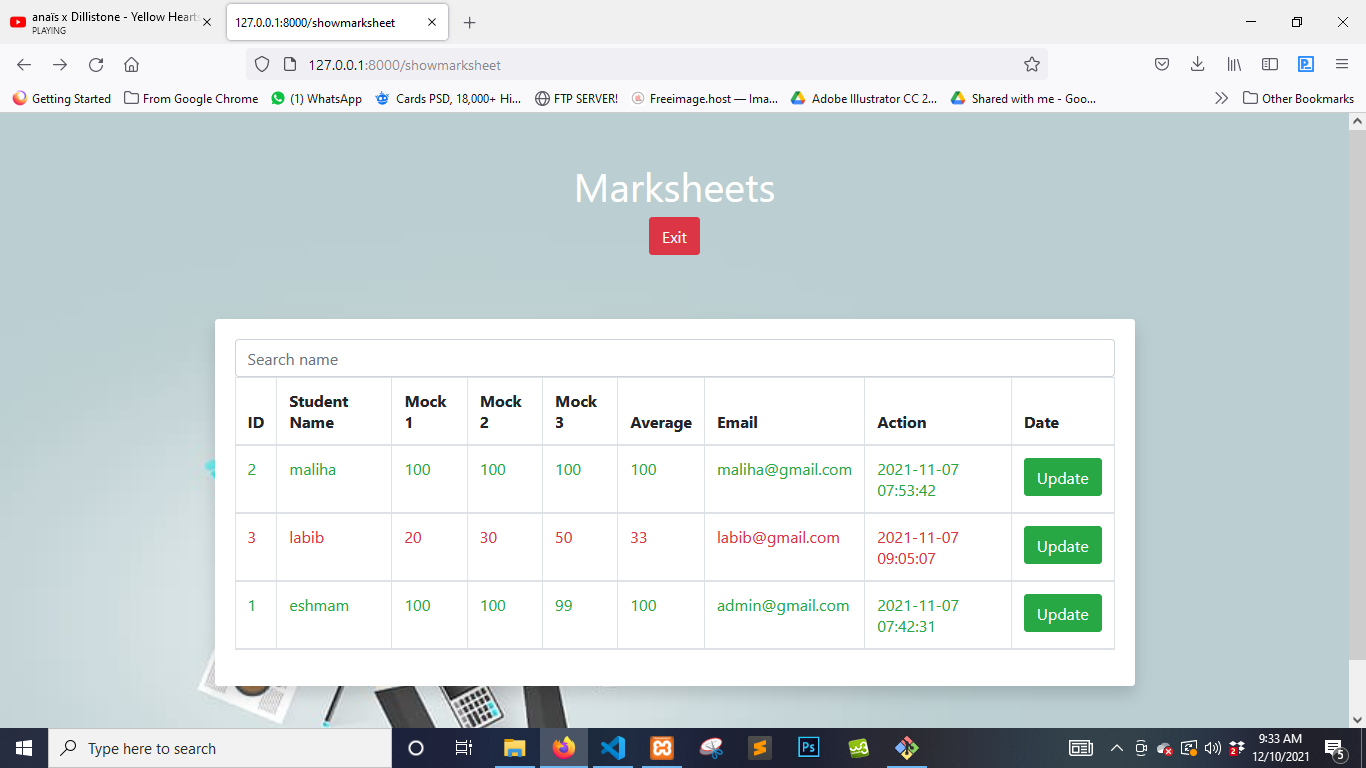 anaïs x Dillistone - Yellow Hearts
PLAYING
127.0.0.1:8000/showmarksheet
127.0.0.1:8000/showmarksheet
Getting Started
From Google Chrome
(1) WhatsApp
Cards PSD, 18,000+ Hi...
FTP SERVER!
Freeimage.host — Ima...
Adobe Illustrator CC 2...
Shared with me - Goo...
Other Bookmarks
Marksheets
Exit
Search name
ID Student Name Mock 1 Mock 2 Mock 3 Average Email Action Date
2 maliha 100 100 100 100 maliha@gmail.com 2021-11-07 07:53:42 Update
3 labib 20 30 50 33 labib@gmail.com 2021-11-07 09:05:07 Update
1 eshmam 100 100 99 100 admin@gmail.com 2021-11-07 07:42:31 Update
Type here to search
Ps
2
9:33 AM
12/10/2021
5